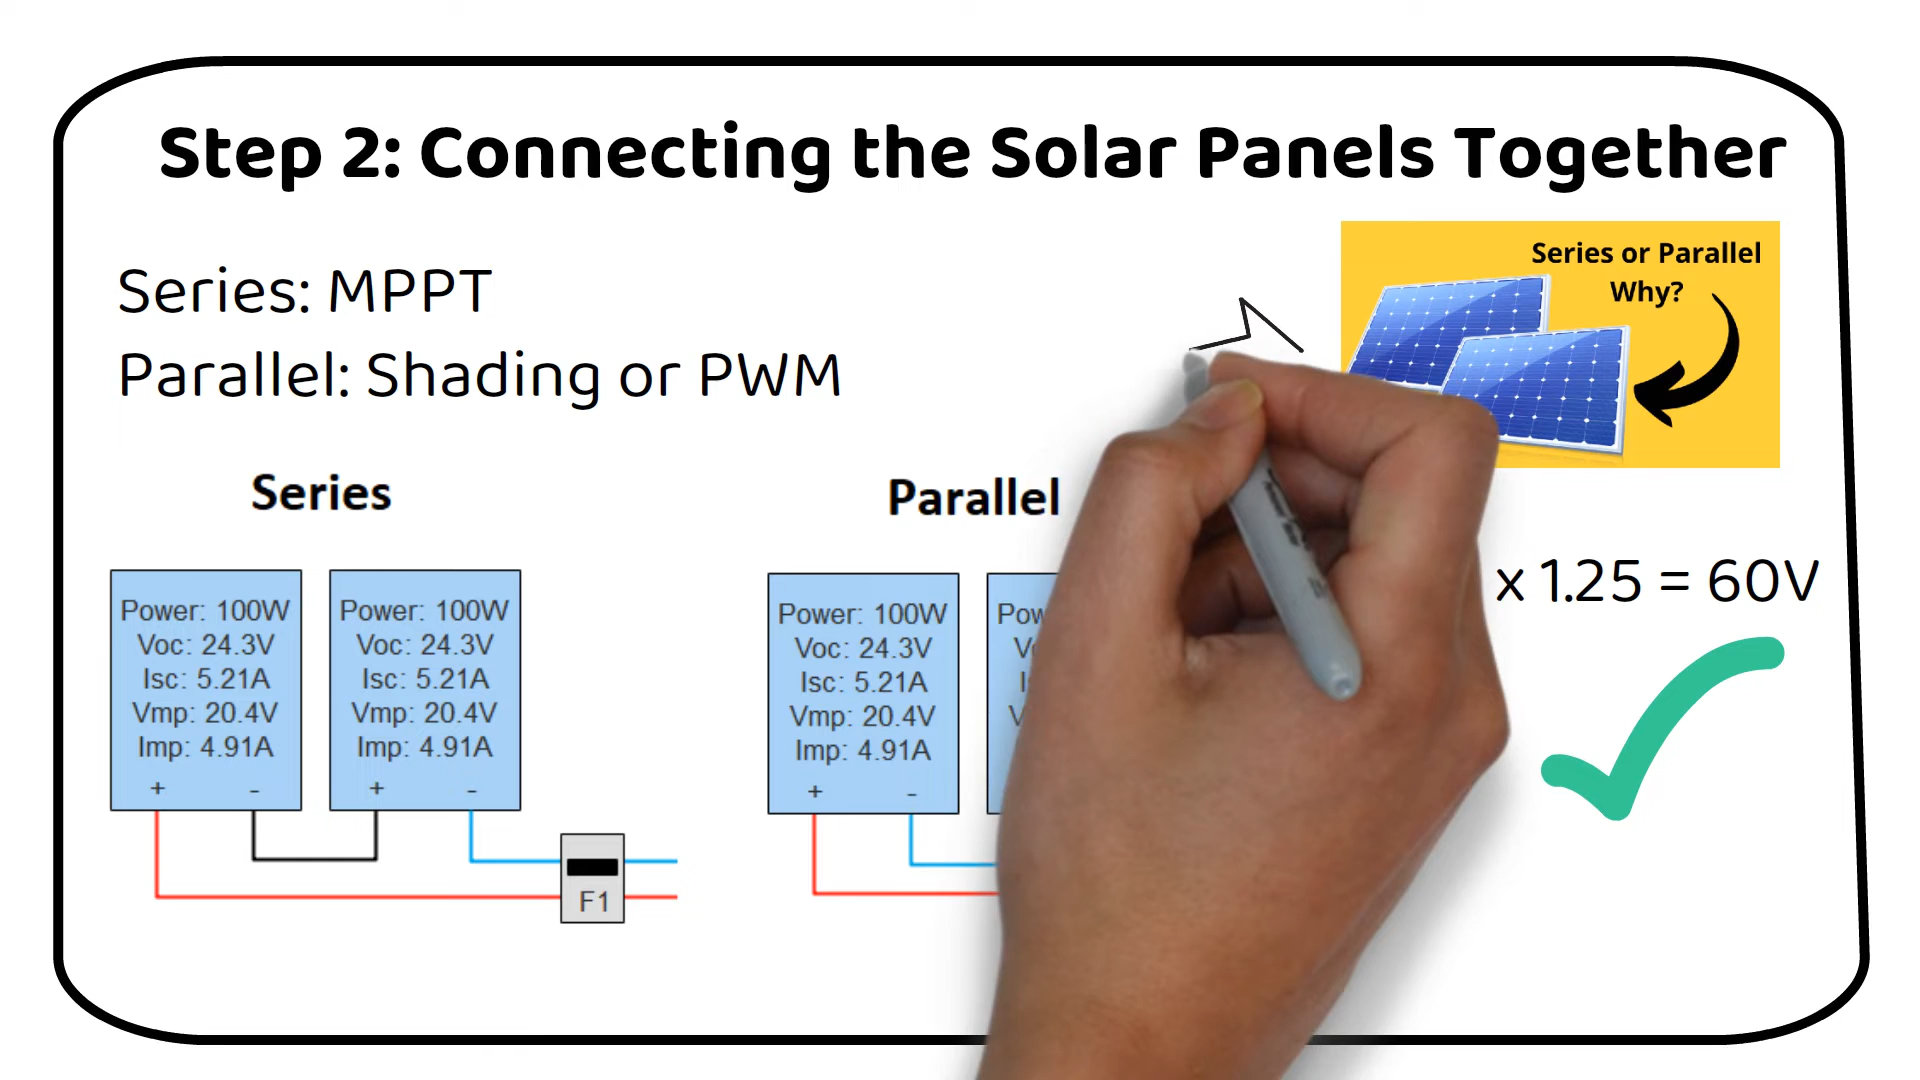 Step 2: Connecting the Solar Panels Together
Series: MPPT
Parallel: Shading or PWM
Series or Parallel
Why?
Series
Power: 100W
Voc: 24.3V
Isc: 5.21A
Vmp: 20.4V
Imp: 4.91A
+ -
Power: 100W
Voc: 24.3V
Isc: 5.21A
Vmp: 20.4V
Imp: 4.91A
+ -
F1
Parallel
Power: 100W
Voc: 24.3V
Isc: 5.21A
Vmp: 20.4V
Imp: 4.91A
+ -
x 1.25 = 60V